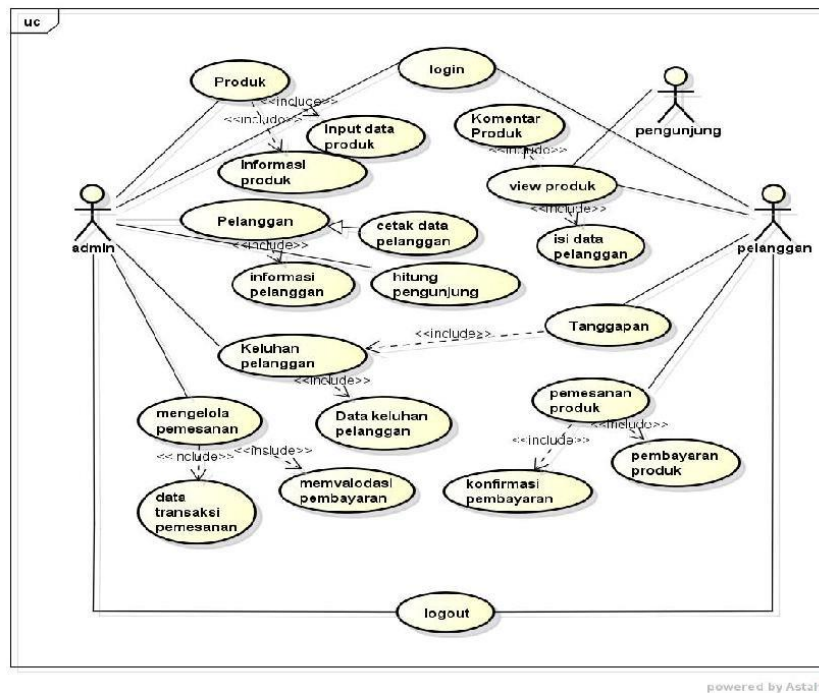 uc
login
Produk
<<include>>
<<include>>
Input data
produk
Informasi
produk
Komentar
Produk
<<include>>
pengunjung
view produk
<<include>>
isi data
pelanggan
admin
pelanggan
Pelanggan
cetak data
pelanggan
<<include>>
informasi
pelanggan
hitung
pengunjung
<<include>>
Tanggapan
Keluhan
pelanggan
<<include>>
Data keluhan
pelanggan
mengelola
pemesanan
<<include>>
<<include>>
data
transaksi
pemesanan
memvalodasi
pembayaran
pemesanan
produk
<<include>>
<<include>>
konfirmasi
pembayaran
pembayaran
produk
logout
powered by Asta